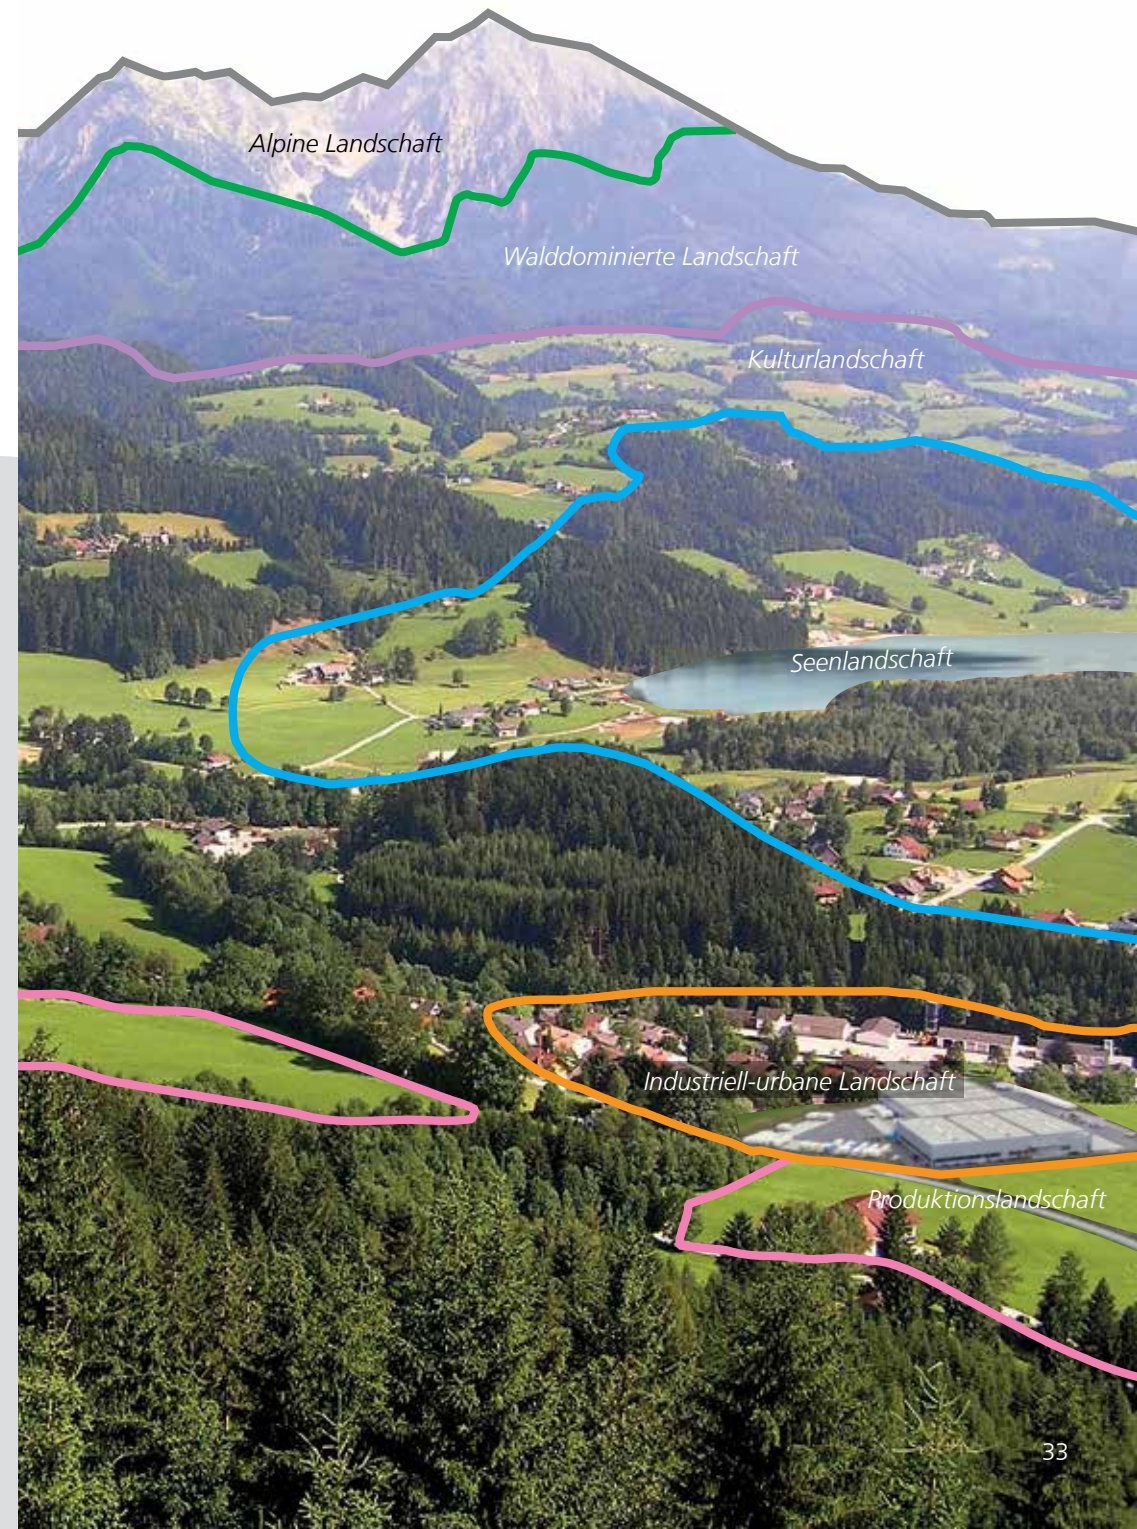 Alpine Landschaft
Walddominierte Landschaft
Kulturlandschaft
Seenlandschaft
Industriell-urbane Landschaft
Produktionslandschaft
33